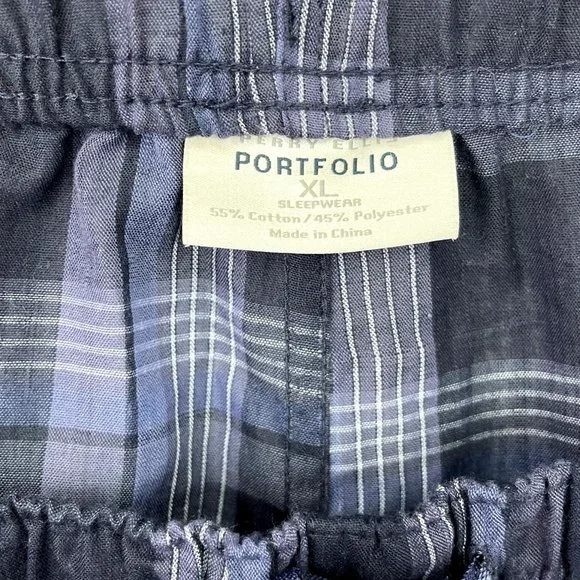 PERRY ELLIS
PORTFOLIO
XL
SLEEPWEAR
55% Cotton/45% Polyester
Made in China